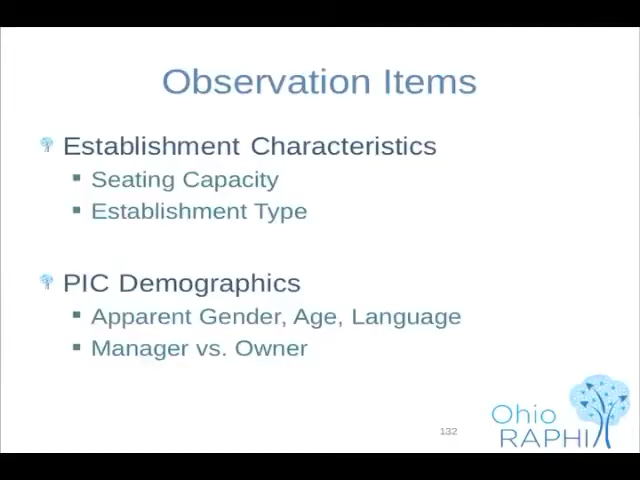 Observation Items
Establishment Characteristics
Seating Capacity
Establishment Type
PIC Demographics
Apparent Gender, Age, Language
Manager vs. Owner
132
Ohio
RAPHI